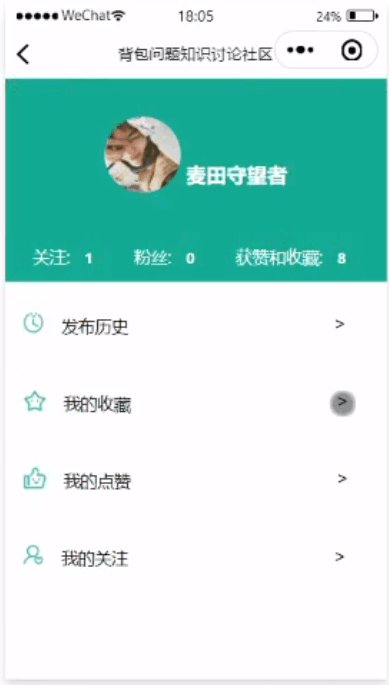 WeChat 18:05 24%
背包问题知识讨论社区
麦田守望者
关注: 1 粉丝: 0 获赞和收藏: 8
发布历史 >
我的收藏 >
我的点赞 >
我的关注 >